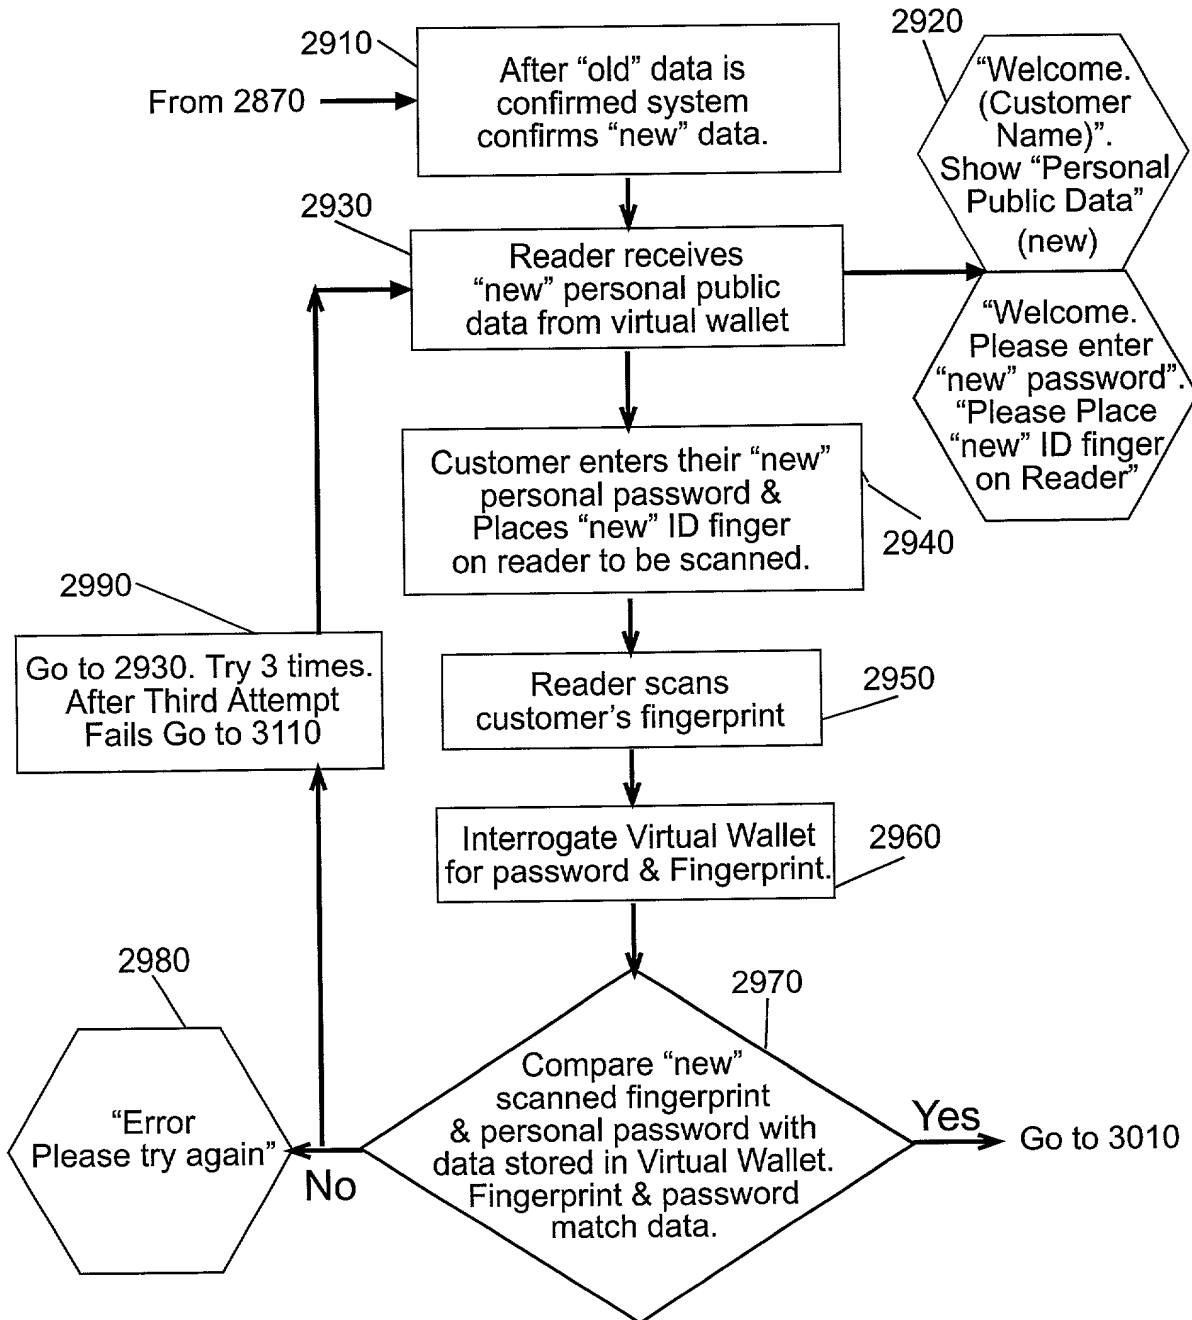 2910
From 2870
After “old” data is
confirmed system
confirms “new” data.
2920
“Welcome.
(Customer
Name)”.
Show “Personal
Public Data”
(new)
2930
Reader receives
“new” personal public
data from virtual wallet
“Welcome.
Please enter
“new” password”.
“Please Place
“new” ID finger
on Reader”
Customer enters their “new”
personal password &
Places “new” ID finger
on reader to be scanned.
2940
2990
Go to 2930. Try 3 times.
After Third Attempt
Fails Go to 3110
Reader scans
customer’s fingerprint
2950
Interrogate Virtual Wallet
for password & Fingerprint.
2960
2980
“Error
Please try again”
No
2970
Compare “new”
scanned fingerprint
& personal password with
data stored in Virtual Wallet.
Fingerprint & password
match data.
Yes
Go to 3010